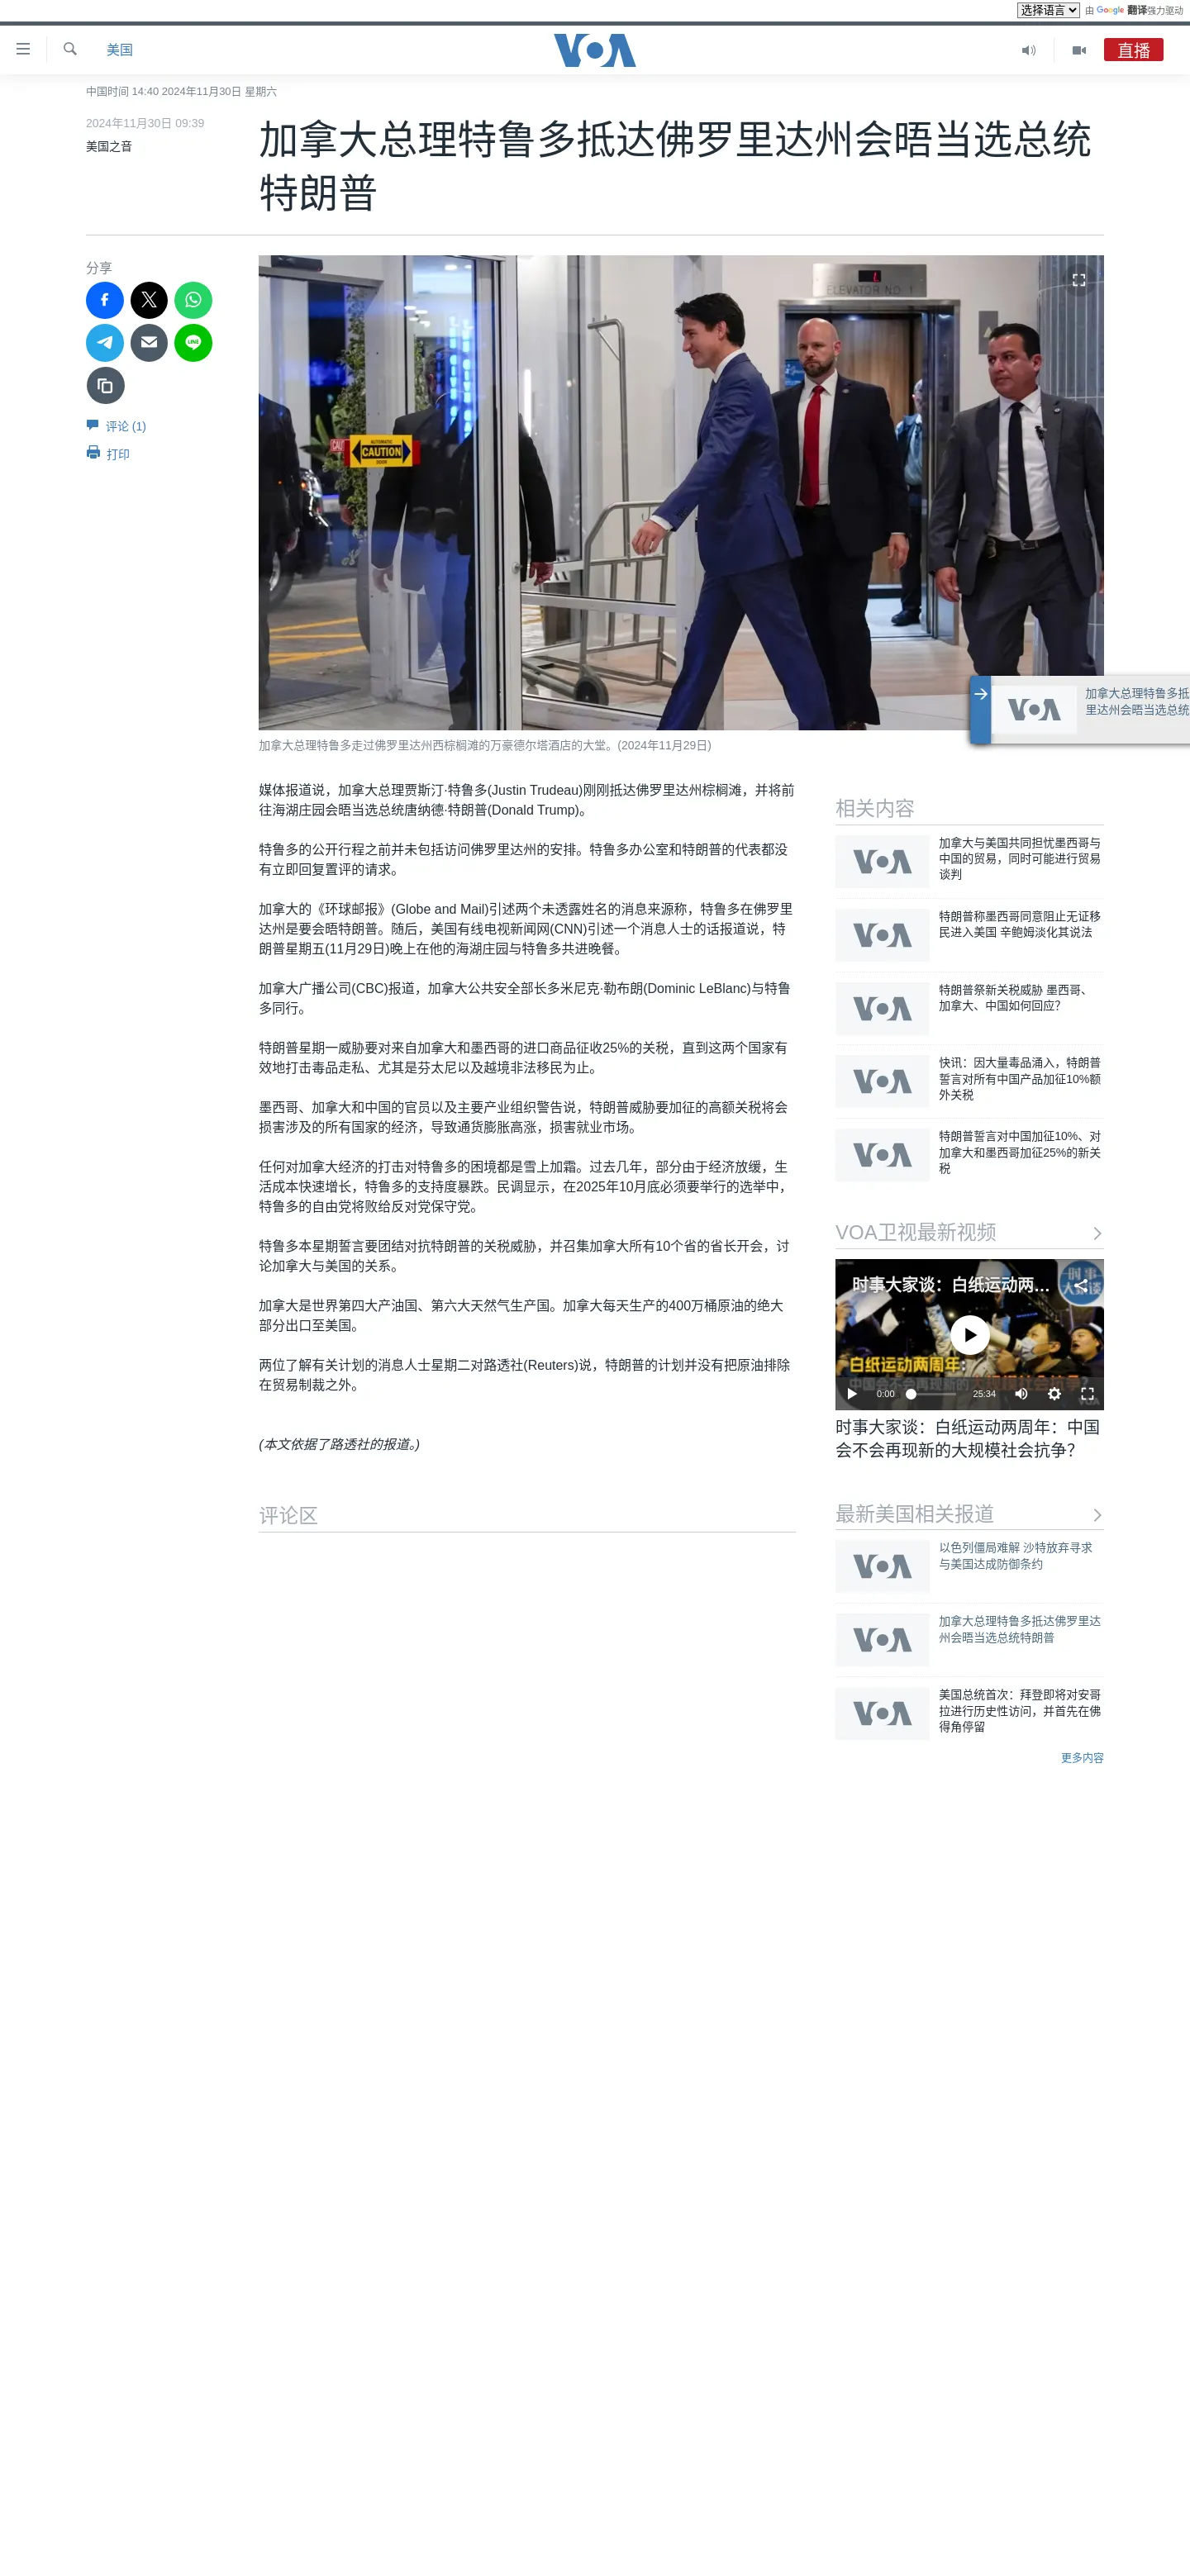 选择语言 由 Google 翻译强力驱动
美国
VOA
直播
中国时间 14:40 2024年11月30日 星期六
2024年11月30日 09:39
美国之音
加拿大总理特鲁多抵达佛罗里达州会晤当选总统
特朗普
分享
评论 (1)
打印
ELEVATOR NO. 1
AUTOMATIC
CAUTION
DOOR
加拿大总理特鲁多抵
里达州会晤当选总统
VOA
加拿大总理特鲁多走过佛罗里达州西棕榈滩的万豪德尔塔酒店的大堂。(2024年11月29日)
媒体报道说，加拿大总理贾斯汀·特鲁多(Justin Trudeau)刚刚抵达佛罗里达州棕榈滩，并将前
往海湖庄园会晤当选总统唐纳德·特朗普(Donald Trump)。
特鲁多的公开行程之前并未包括访问佛罗里达州的安排。特鲁多办公室和特朗普的代表都没
有立即回复置评的请求。
加拿大的《环球邮报》(Globe and Mail)引述两个未透露姓名的消息来源称，特鲁多在佛罗里
达州是要会晤特朗普。随后，美国有线电视新闻网(CNN)引述一个消息人士的话报道说，特
朗普星期五(11月29日)晚上在他的海湖庄园与特鲁多共进晚餐。
加拿大广播公司(CBC)报道，加拿大公共安全部长多米尼克·勒布朗(Dominic LeBlanc)与特鲁
多同行。
特朗普星期一威胁要对来自加拿大和墨西哥的进口商品征收25%的关税，直到这两个国家有
效地打击毒品走私、尤其是芬太尼以及越境非法移民为止。
墨西哥、加拿大和中国的官员以及主要产业组织警告说，特朗普威胁要加征的高额关税将会
损害涉及的所有国家的经济，导致通货膨胀高涨，损害就业市场。
任何对加拿大经济的打击对特鲁多的困境都是雪上加霜。过去几年，部分由于经济放缓，生
活成本快速增长，特鲁多的支持度暴跌。民调显示，在2025年10月底必须要举行的选举中，
特鲁多的自由党将败给反对党保守党。
特鲁多本星期誓言要团结对抗特朗普的关税威胁，并召集加拿大所有10个省的省长开会，讨
论加拿大与美国的关系。
加拿大是世界第四大产油国、第六大天然气生产国。加拿大每天生产的400万桶原油的绝大
部分出口至美国。
两位了解有关计划的消息人士星期二对路透社(Reuters)说，特朗普的计划并没有把原油排除
在贸易制裁之外。
(本文依据了路透社的报道。)
评论区
相关内容
VOA
加拿大与美国共同担忧墨西哥与
中国的贸易，同时可能进行贸易
谈判
VOA
特朗普称墨西哥同意阻止无证移
民进入美国 辛鲍姆淡化其说法
VOA
特朗普祭新关税威胁 墨西哥、
加拿大、中国如何回应？
VOA
快讯：因大量毒品涌入，特朗普
誓言对所有中国产品加征10%额
外关税
VOA
特朗普誓言对中国加征10%、对
加拿大和墨西哥加征25%的新关
税
VOA卫视最新视频
时事大家谈：白纸运动两…
白纸运动两周年：
中国会不会再现新的大规模社会抗争？
0:00
25:34
时事大家谈：白纸运动两周年：中国
会不会再现新的大规模社会抗争？
最新美国相关报道
VOA
以色列僵局难解 沙特放弃寻求
与美国达成防御条约
VOA
加拿大总理特鲁多抵达佛罗里达
州会晤当选总统特朗普
VOA
美国总统首次：拜登即将对安哥
拉进行历史性访问，并首先在佛
得角停留
更多内容